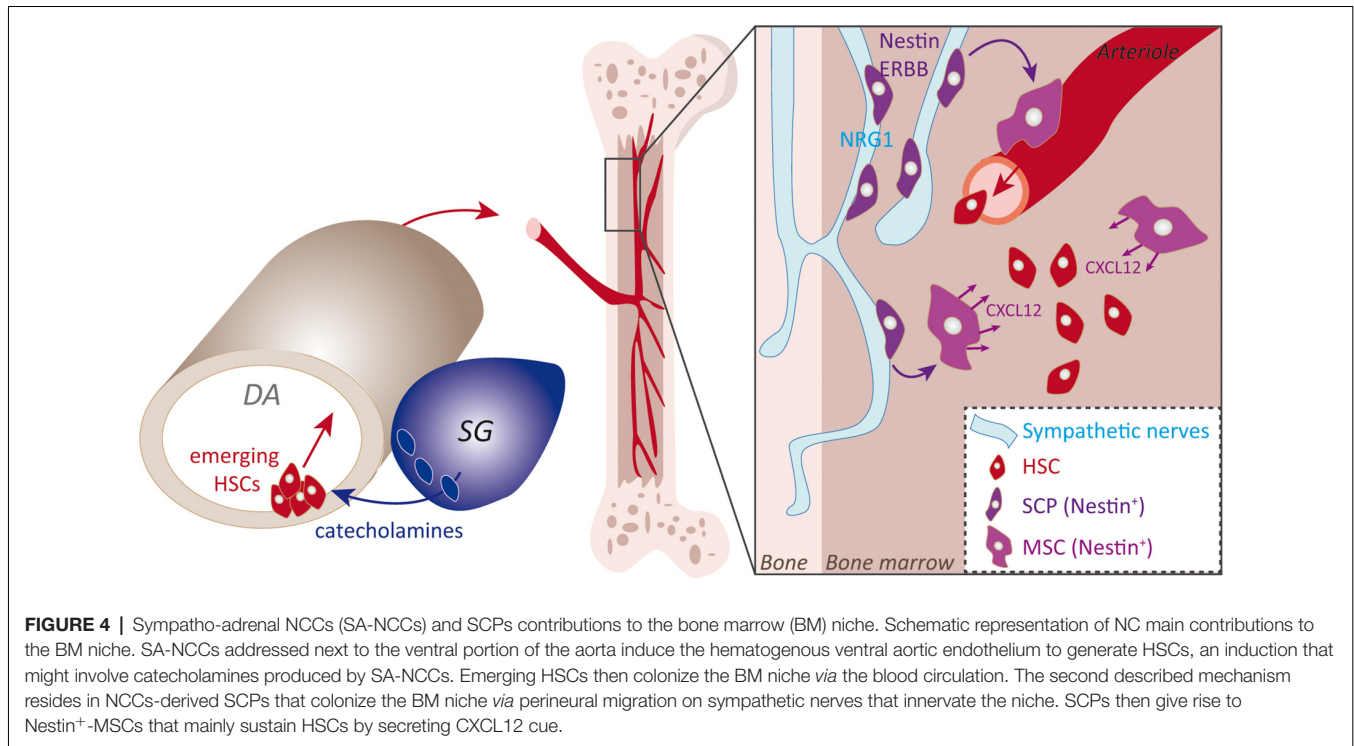 Nestin
ERBB
Arteriole
NRG1
CXCL12
CXCL12
DA
SG
emerging
HSCs
catecholamines
Bone
Bone marrow
Sympathetic nerves
HSC
SCP (Nestin⁺)
MSC (Nestin⁺)
FIGURE 4 | Sympatho-adrenal NCCs (SA-NCCs) and SCPs contributions to the bone marrow (BM) niche. Schematic representation of NC main contributions to
the BM niche. SA-NCCs addressed next to the ventral portion of the aorta induce the hematogenous ventral aortic endothelium to generate HSCs, an induction that
might involve catecholamines produced by SA-NCCs. Emerging HSCs then colonize the BM niche via the blood circulation. The second described mechanism
resides in NCCs-derived SCPs that colonize the BM niche via perineural migration on sympathetic nerves that innervate the niche. SCPs then give rise to
Nestin⁺-MSCs that mainly sustain HSCs by secreting CXCL12 cue.